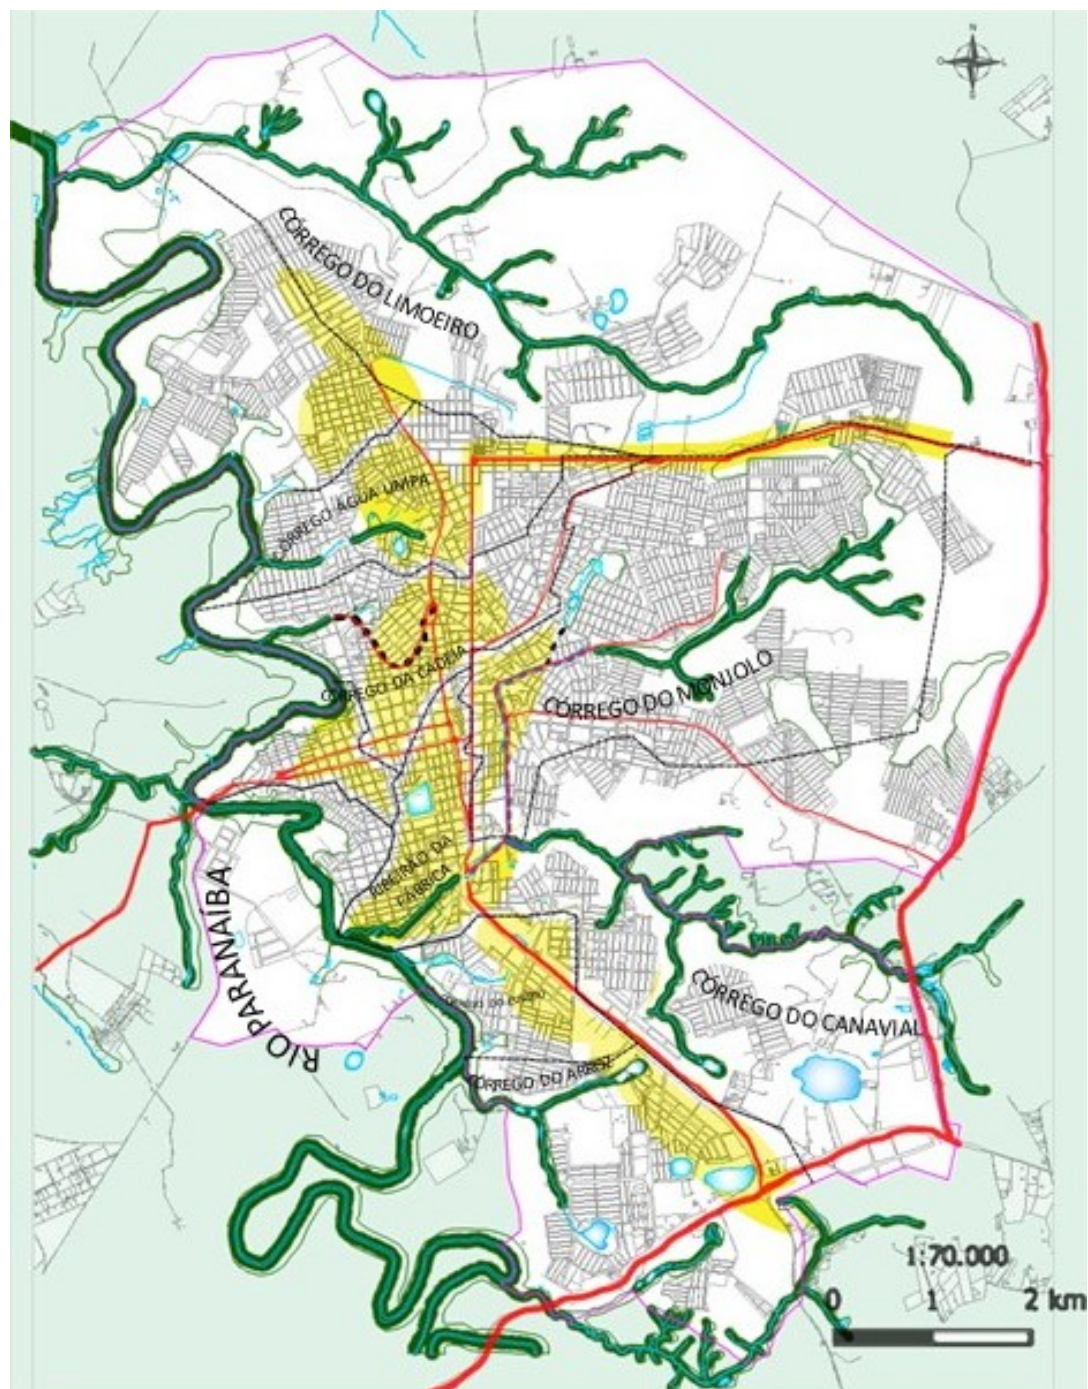 N
O
L
S
CÓRREGO DO LIMOEIRO
CÓRREGO ÁGUA LIMPA
CÓRREGO DA CADEIA
CÓRREGO DO MONJOLO
RIBEIRÃO DA
FÁBRICA
RIO PARANAÍBA
CÓRREGO DO CANAVIAL
CÓRREGO DO ARROZ
1:70.000
0 1 2 km